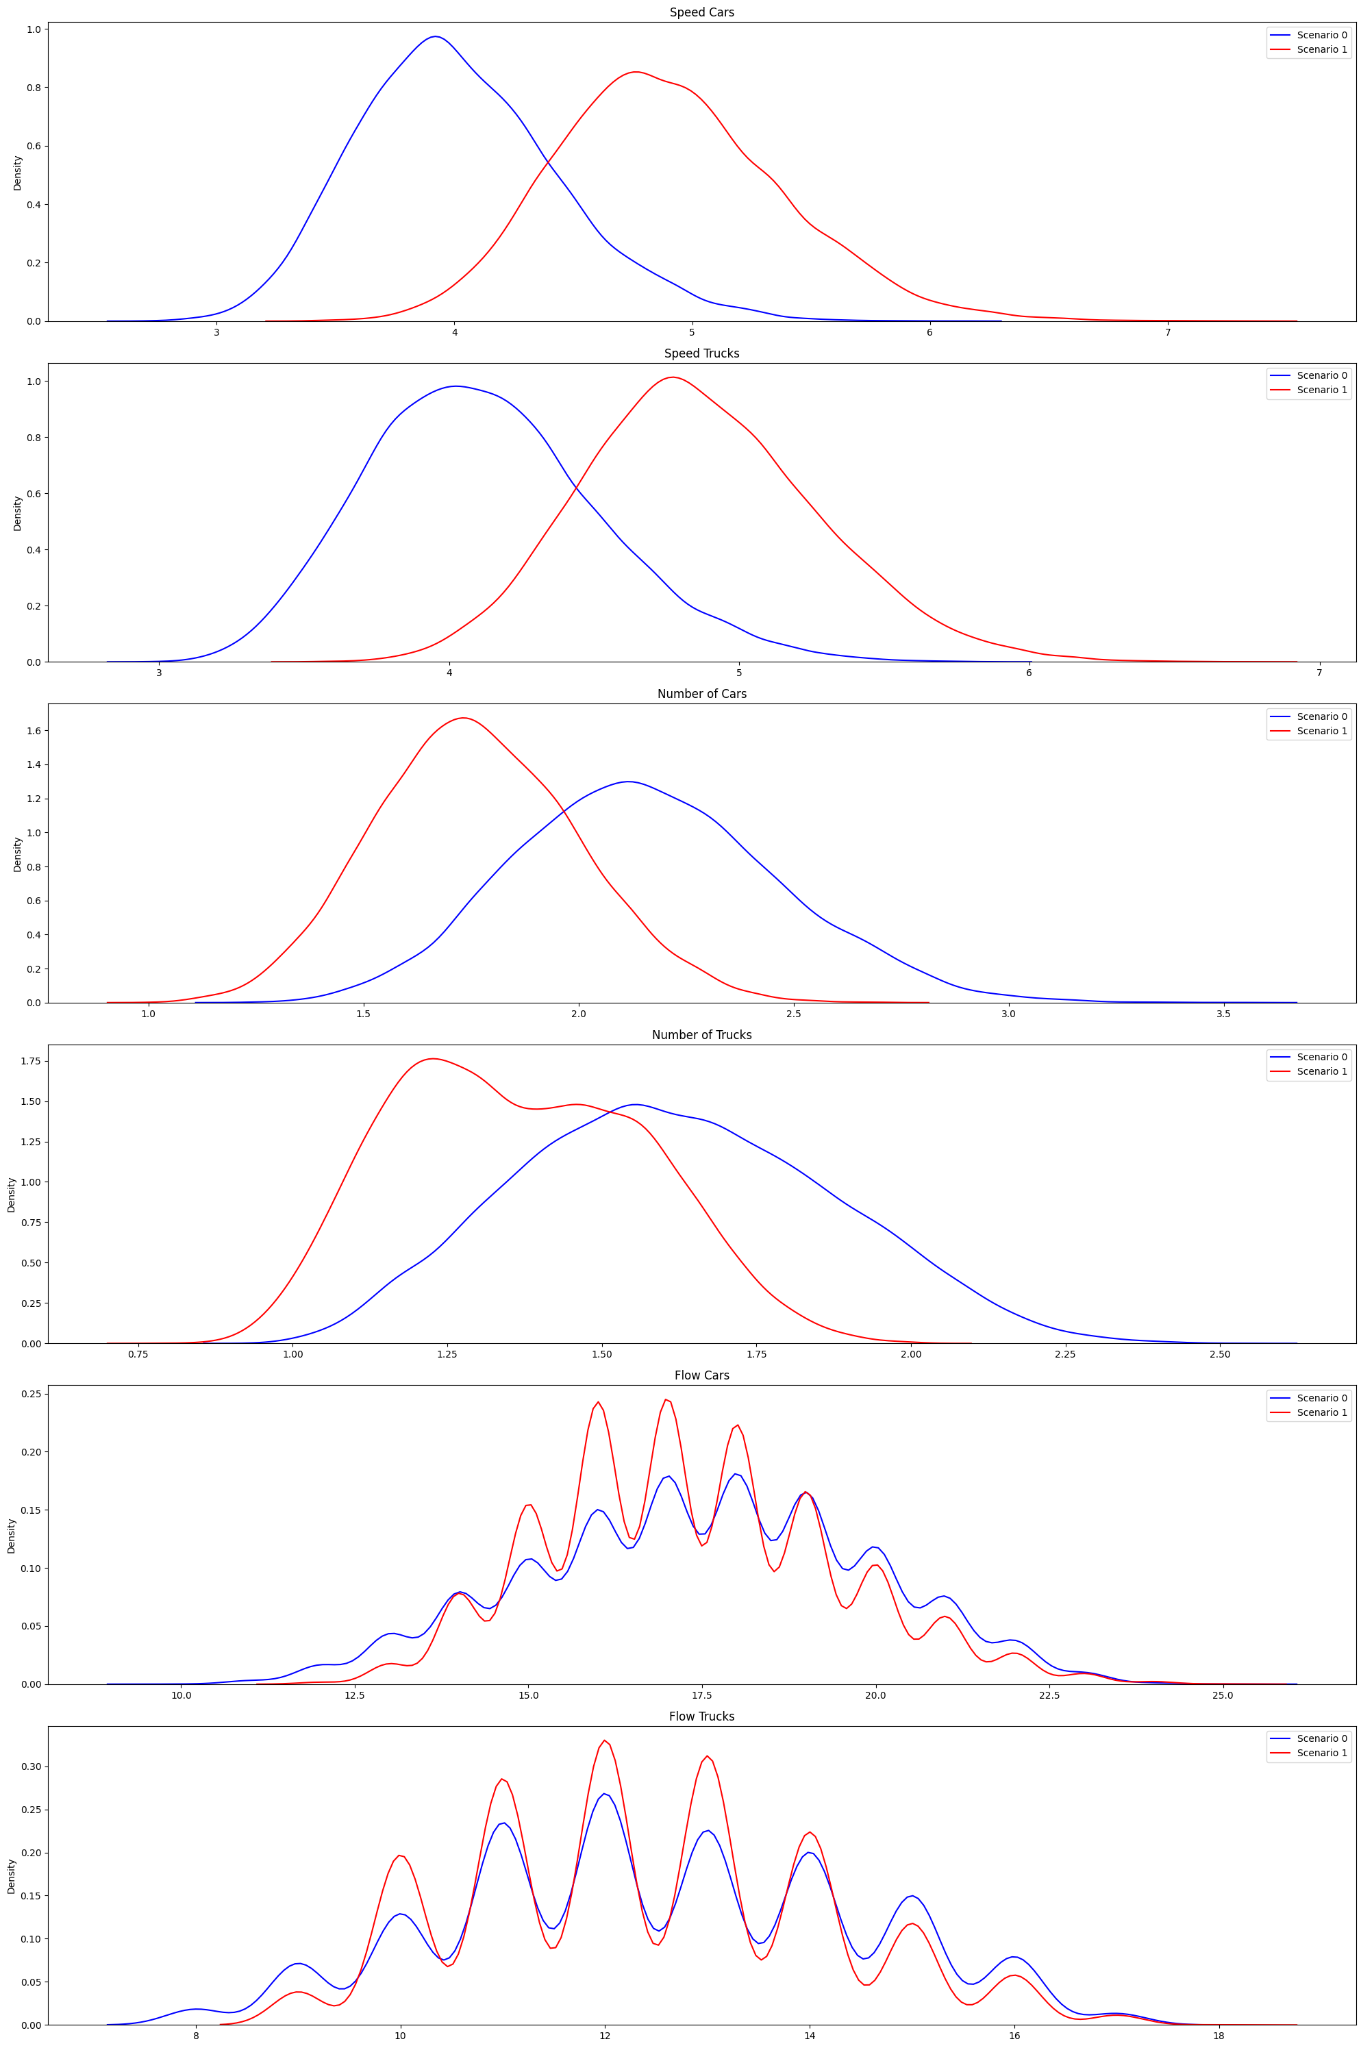 Speed Cars
Scenario 0
Scenario 1
Density
1.0
0.8
0.6
0.4
0.2
0.0
3 4 5 6 7
Speed Trucks
Scenario 0
Scenario 1
Density
1.0
0.8
0.6
0.4
0.2
0.0
3 4 5 6 7
Number of Cars
Scenario 0
Scenario 1
Density
1.6
1.4
1.2
1.0
0.8
0.6
0.4
0.2
0.0
1.0 1.5 2.0 2.5 3.0 3.5
Number of Trucks
Scenario 0
Scenario 1
Density
1.75
1.50
1.25
1.00
0.75
0.50
0.25
0.00
0.75 1.00 1.25 1.50 1.75 2.00 2.25 2.50
Flow Cars
Scenario 0
Scenario 1
Density
0.25
0.20
0.15
0.10
0.05
0.00
10.0 12.5 15.0 17.5 20.0 22.5 25.0
Flow Trucks
Scenario 0
Scenario 1
Density
0.30
0.25
0.20
0.15
0.10
0.05
0.00
8 10 12 14 16 18